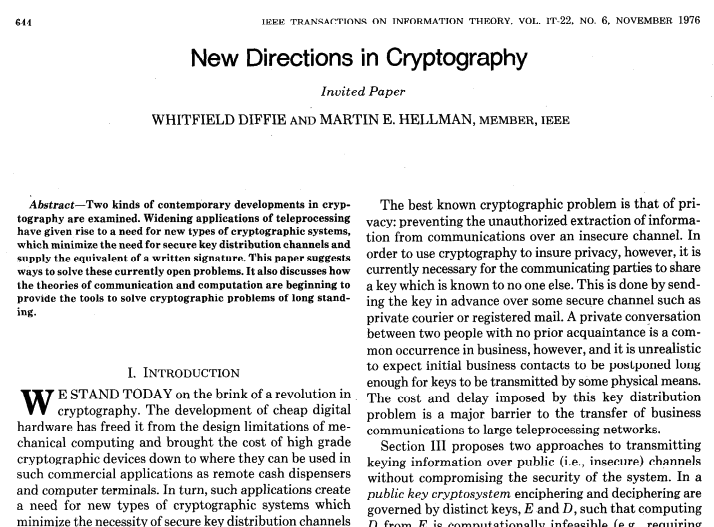 644
IEEE TRANSACTIONS ON INFORMATION THEORY, VOL. IT-22, NO. 6, NOVEMBER 1976
New Directions in Cryptography
Invited Paper
WHITFIELD DIFFIE AND MARTIN E. HELLMAN, MEMBER, IEEE
Abstract—Two kinds of contemporary developments in cryp-
tography are examined. Widening applications of teleprocessing
have given rise to a need for new types of cryptographic systems,
which minimize the need for secure key distribution channels and
supply the equivalent of a written signature. This paper suggests
ways to solve these currently open problems. It also discusses how
the theories of communication and computation are beginning to
provide the tools to solve cryptographic problems of long stand-
ing.
I. INTRODUCTION
WE STAND TODAY on the brink of a revolution in
cryptography. The development of cheap digital
hardware has freed it from the design limitations of me-
chanical computing and brought the cost of high grade
cryptographic devices down to where they can be used in
such commercial applications as remote cash dispensers
and computer terminals. In turn, such applications create
a need for new types of cryptographic systems which
minimize the necessity of secure key distribution channels
The best known cryptographic problem is that of pri-
vacy: preventing the unauthorized extraction of informa-
tion from communications over an insecure channel. In
order to use cryptography to insure privacy, however, it is
currently necessary for the communicating parties to share
a key which is known to no one else. This is done by send-
ing the key in advance over some secure channel such as
private courier or registered mail. A private conversation
between two people with no prior acquaintance is a com-
mon occurrence in business, however, and it is unrealistic
to expect initial business contacts to be postponed long
enough for keys to be transmitted by some physical means.
The cost and delay imposed by this key distribution
problem is a major barrier to the transfer of business
communications to large teleprocessing networks.
Section III proposes two approaches to transmitting
keying information over public (i.e., insecure) channels
without compromising the security of the system. In a
public key cryptosystem enciphering and deciphering are
governed by distinct keys, E and D, such that computing
D from E is computationally infeasible (e.g., requiring